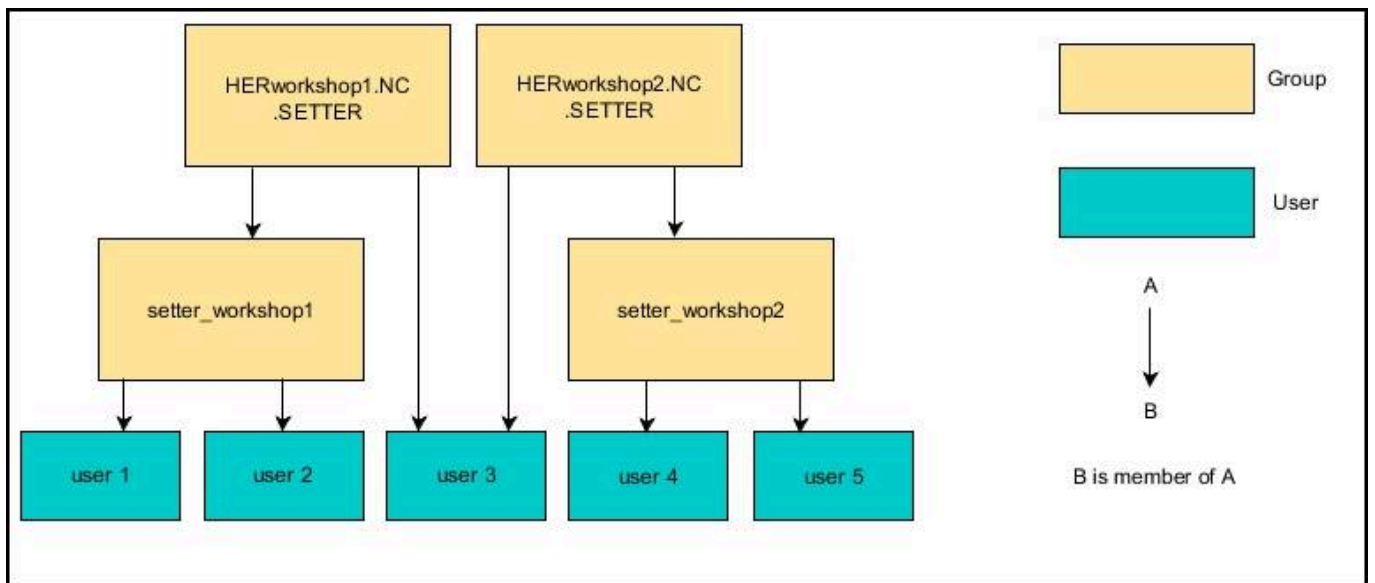 HERworkshop1.NC
.SETTER
HERworkshop2.NC
.SETTER
Group
User
setter_workshop1
setter_workshop2
A
B
user 1
user 2
user 3
user 4
user 5
B is member of A